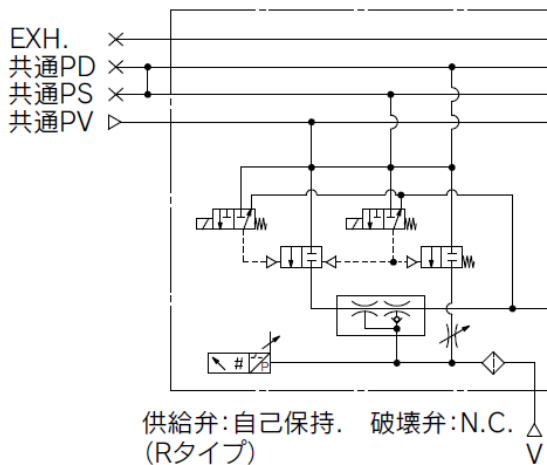 EXH.
共通PD
共通PS
共通PV
#
P
供給弁:自己保持. 破壊弁:N.C.
(Rタイプ)
V